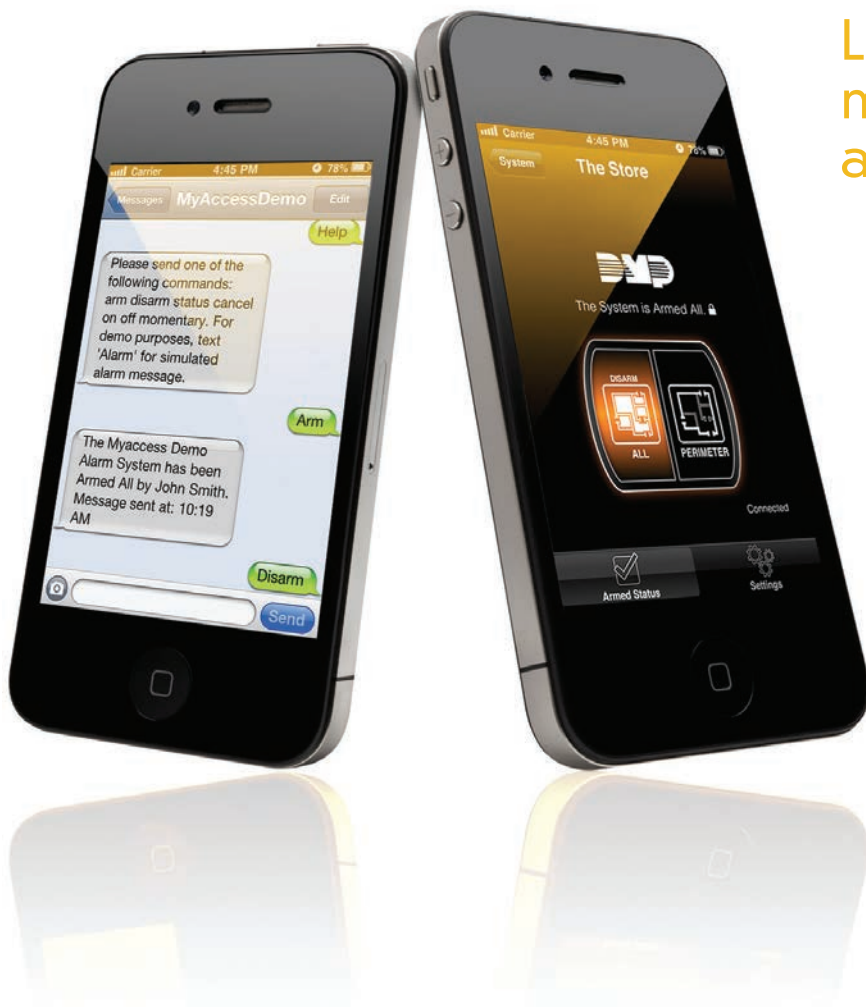 L
m
a
Carrier 4:45 PM 78%
Messages MyAccessDemo Edit
Help
Please send one of the
following commands:
arm disarm status cancel
on off momentary. For
demo purposes, text
'Alarm' for simulated
alarm message.
Arm
The Myaccess Demo
Alarm System has been
Armed All by John Smith.
Message sent at: 10:19
AM
Disarm
Send
Carrier 4:45 PM 78%
System The Store
DMP
The System is Armed All.
DISARM
ALL PERIMETER
Connected
Armed Status Settings